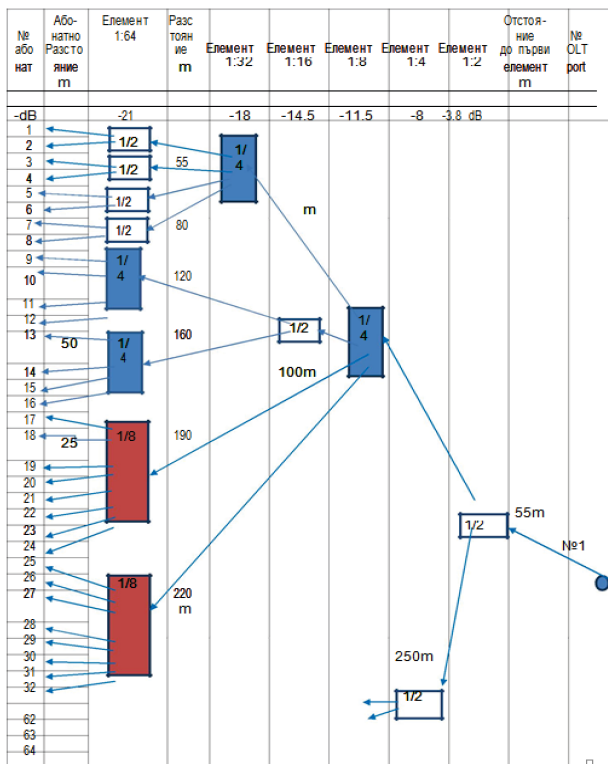 №
або
нат
Або-
натно
Разсто
яние
m
Елемент
1:64
Разс
тоян
ие
m
Елемент
1:32
Елемент
1:16
Елемент
1:8
Елемент
1:4
Елемент
1:2
Отстоя-
ние
до първи
елемент
m
№
OLT
port
-dB -21 -18 -14.5 -11.5 -8 -3.8 dB
1
2
1/2
1/
4
3
4
1/2
55
5
6
1/2
m
7
8
1/2
80
9
10
11
12
1/
4
120
1/2
1/
4
13
14
15
16
50
1/
4
160
100m
17
18
19
20
21
22
23
24
25
1/8
190
55m
1/2
№1
25
26
27
28
29
30
31
32
1/8
220
m
250m
1/2
62
63
64